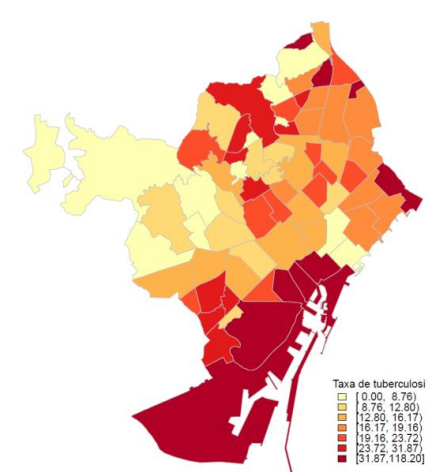 Taxa de tuberculosi
[ 0.00, 8.76)
[ 8.76, 12.80)
[12.80, 16.17)
[16.17, 19.16)
[19.16, 23.72)
[23.72, 31.87)
[31.87,118.20]